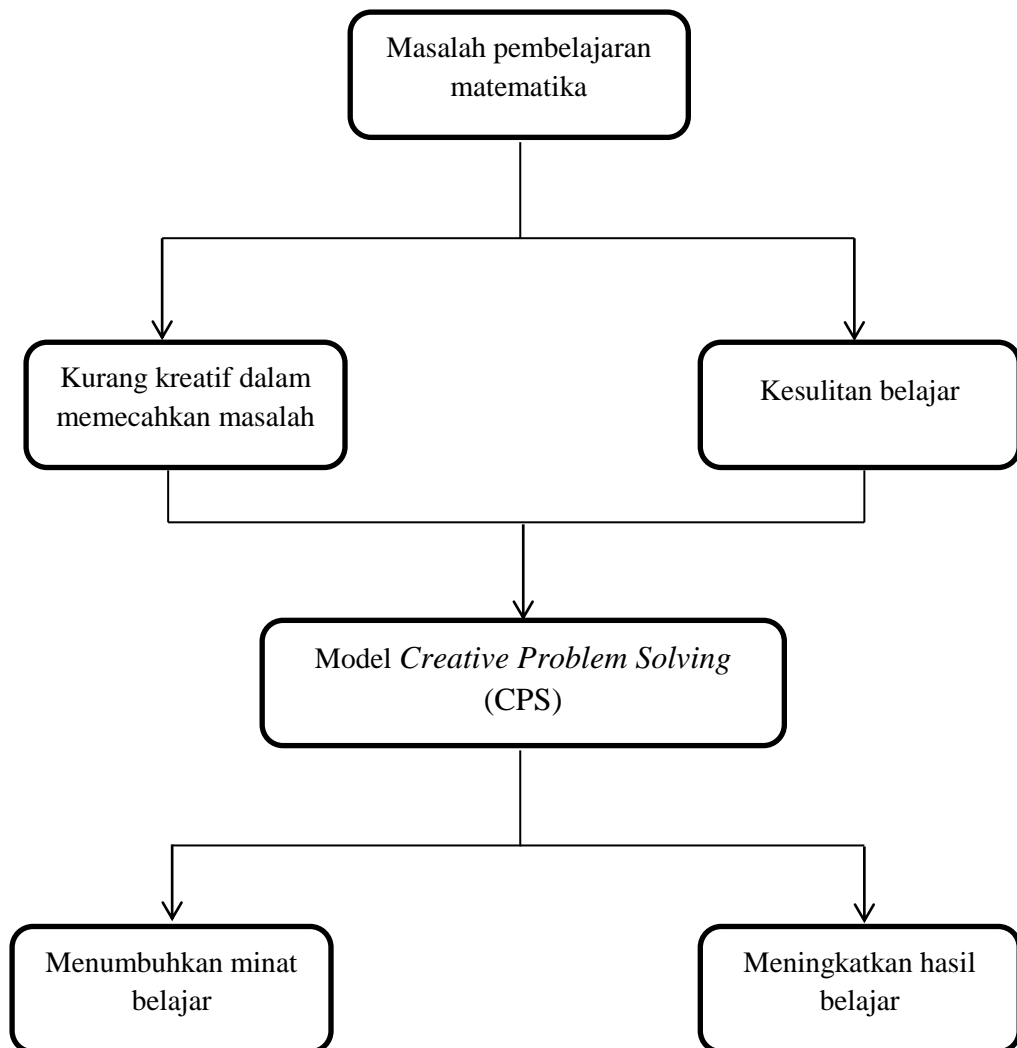 Masalah pembelajaran
matematika
Kurang kreatif dalam
memecahkan masalah
Kesulitan belajar
Model Creative Problem Solving
(CPS)
Menumbuhkan minat
belajar
Meningkatkan hasil
belajar